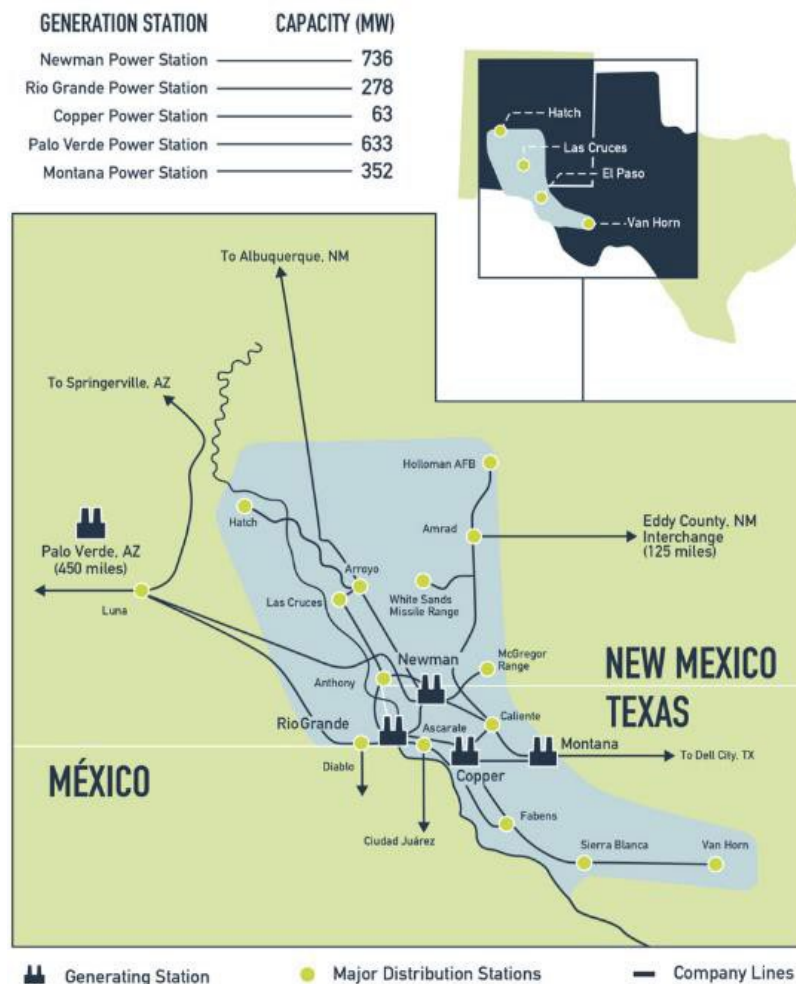 GENERATION STATION CAPACITY (MW)
Newman Power Station 736
Rio Grande Power Station 278
Copper Power Station 63
Palo Verde Power Station 633
Montana Power Station 352
Hatch
Las Cruces
El Paso
Van Horn
To Albuquerque, NM
To Springerville, AZ
Holloman AFB
Hatch
Amrad
Eddy County, NM
Interchange
(125 miles)
Palo Verde, AZ
(450 miles)
Luna
Arroyo
Las Cruces
White Sands
Missile Range
Newman
McGregor
Range
NEW MEXICO
Anthony
TEXAS
Rio Grande
Ascarate
Caliente
Montana
To Dell City, TX
MÉXICO
Diablo
Copper
Ciudad Juárez
Fabens
Sierra Blanca
Van Horn
Generating Station
Major Distribution Stations
Company Lines